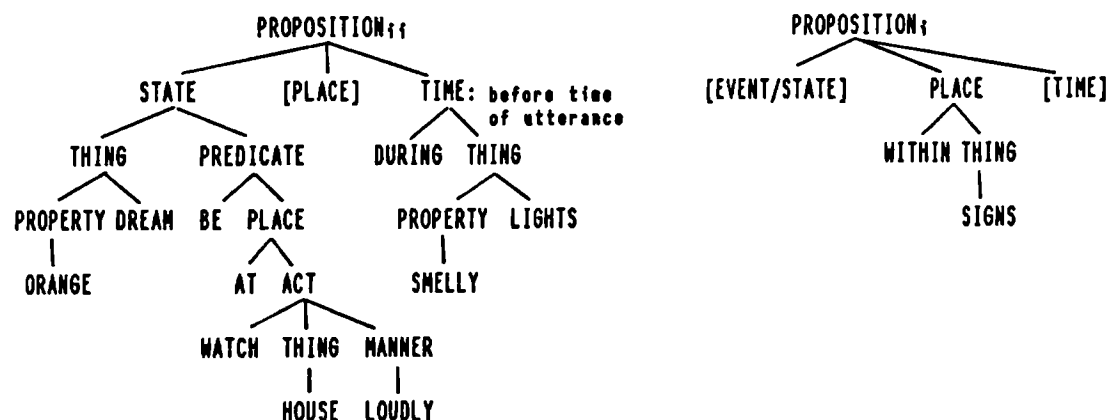 PROPOSITIONii
STATE [PLACE] TIME: before time
of utterance
THING PREDICATE DURING THING
PROPERTY DREAM BE PLACE PROPERTY LIGHTS
ORANGE AT ACT SMELLY
WATCH THING MANNER
HOUSE LOUDLY
PROPOSITIONi
[EVENT/STATE] PLACE [TIME]
WITHIN THING
SIGNS